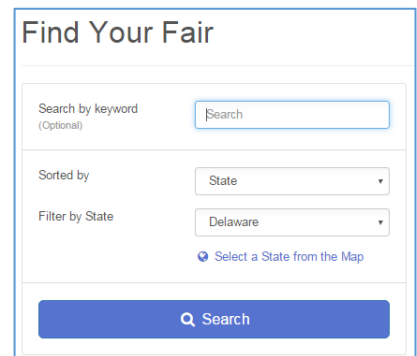 Find Your Fair
Search by keyword
(Optional)
Search
Sorted by
State
Filter by State
Delaware
Select a State from the Map
Search